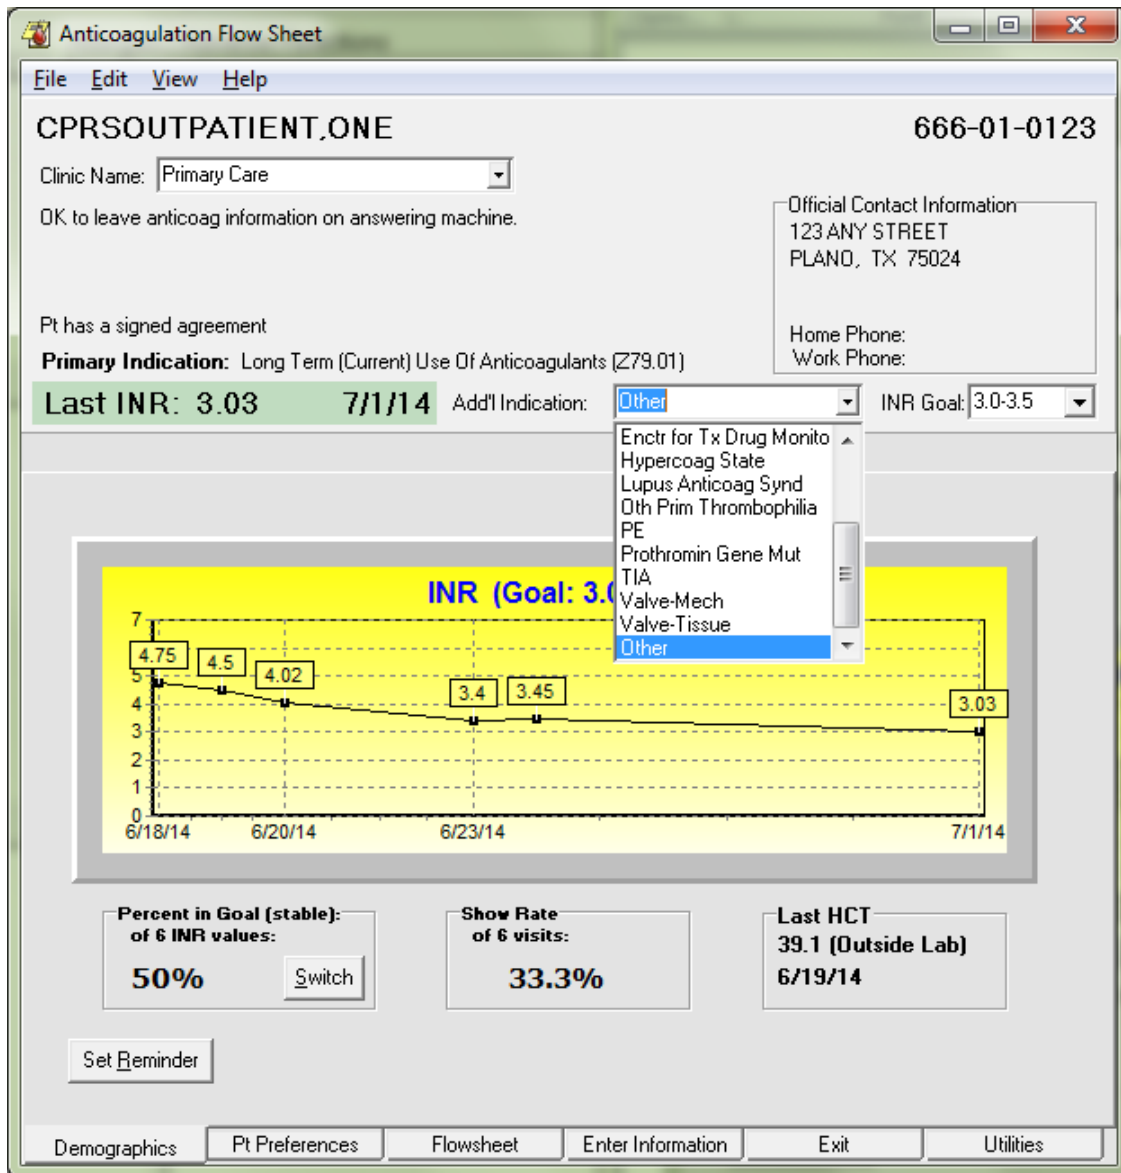 Anticoagulation Flow Sheet
File Edit View Help
CPRSOUTPATIENT,ONE 666-01-0123
Clinic Name: Primary Care
OK to leave anticoag information on answering machine.
Official Contact Information
123 ANY STREET
PLANO, TX 75024
Pt has a signed agreement
Home Phone:
Primary Indication: Long Term (Current) Use Of Anticoagulants (Z79.01)
Work Phone:
Last INR: 3.03 7/1/14 Add'l Indication: Other INR Goal: 3.0-3.5
Enctr for Tx Drug Monito
Hypercoag State
Lupus Anticoag Synd
Oth Prim Thrombophilia
PE
Prothromin Gene Mut
TIA
Valve-Mech
Valve-Tissue
Other
INR (Goal: 3.0
7
5
4
3
2
1
0
4.75 4.5 4.02 3.4 3.45 3.03
6/18/14 6/20/14 6/23/14 7/1/14
Percent in Goal (stable):
of 6 INR values:
50% Switch
Show Rate
of 6 visits:
33.3%
Last HCT
39.1 (Outside Lab)
6/19/14
Set Reminder
Demographics Pt Preferences Flowsheet Enter Information Exit Utilities